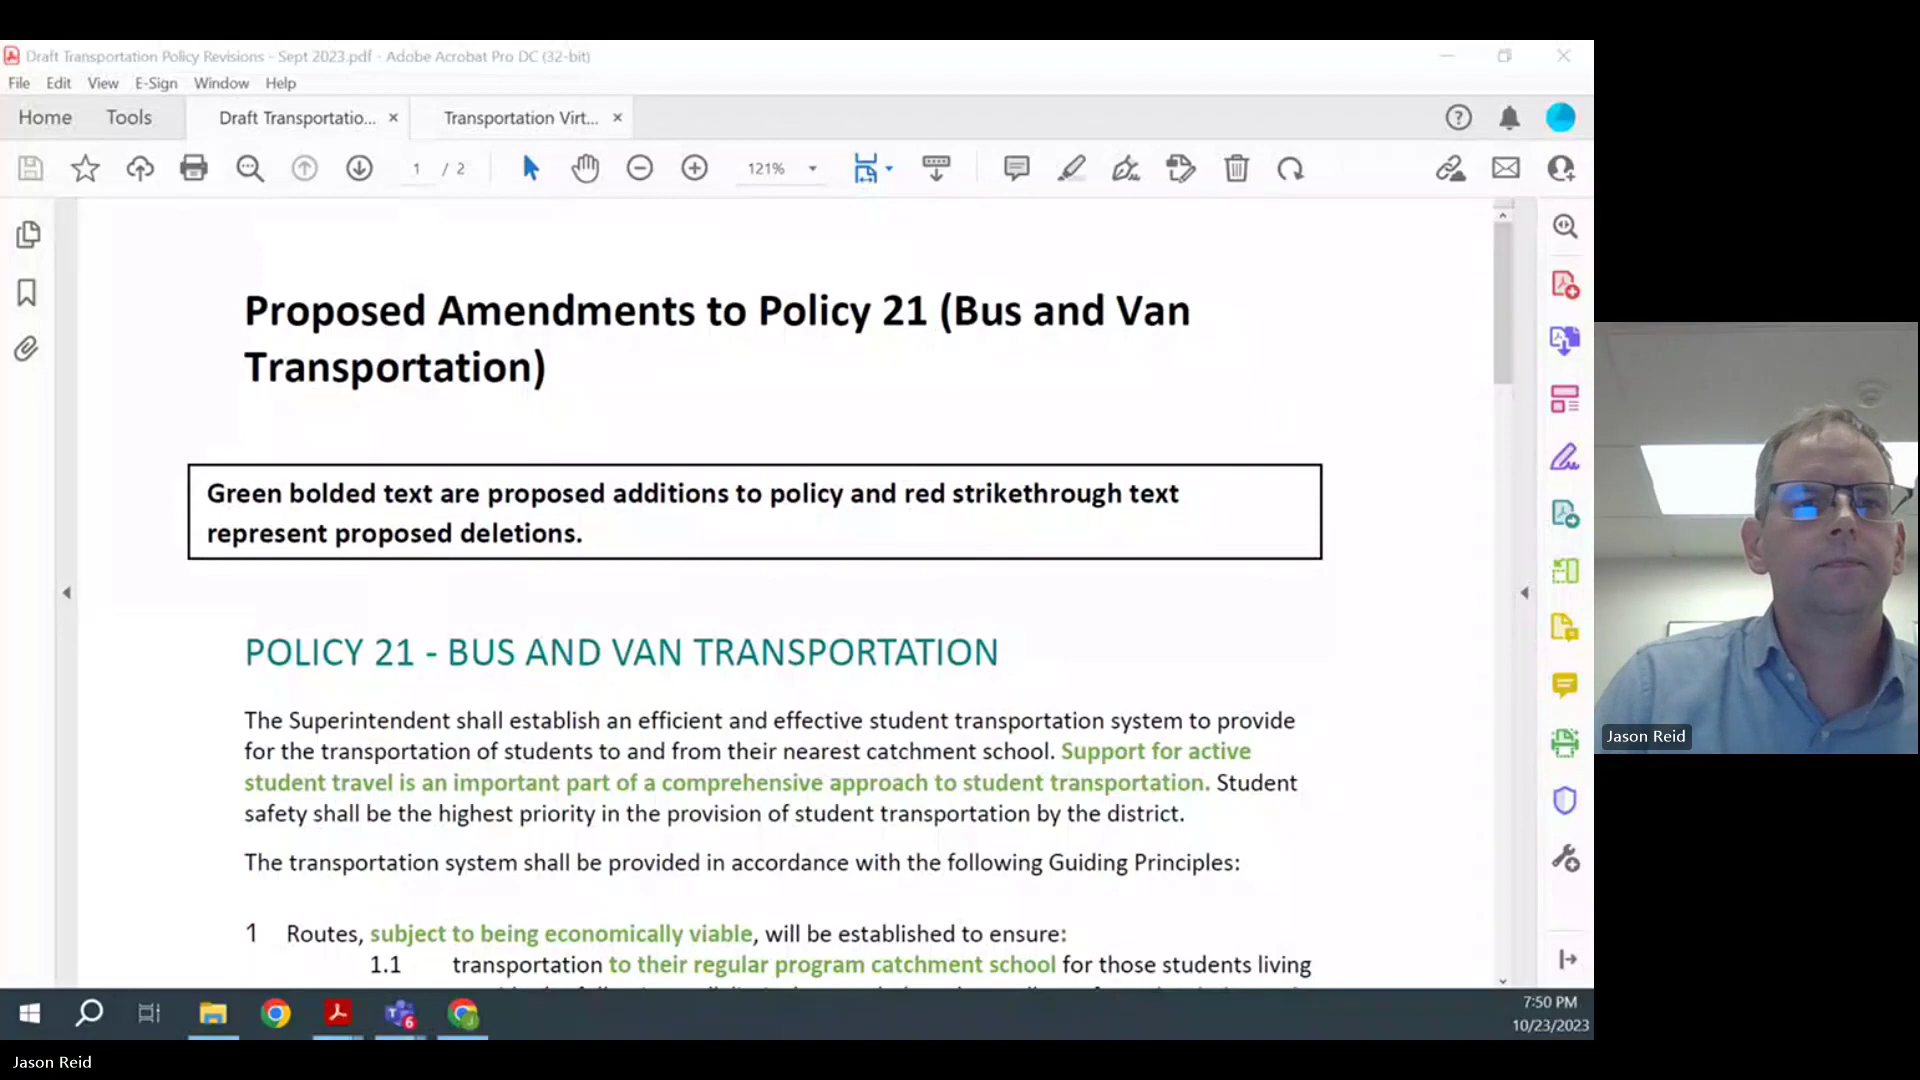 Draft Transportation Policy Revisions - Sept 2023.pdf - Adobe Acrobat Pro DC (32-bit)
File Edit View E-Sign Window Help
Home Tools Draft Transportatio... × Transportation Virt... ×
1 / 2 121%
Proposed Amendments to Policy 21 (Bus and Van
Transportation)
Green bolded text are proposed additions to policy and red strikethrough text
represent proposed deletions.
POLICY 21 - BUS AND VAN TRANSPORTATION
The Superintendent shall establish an efficient and effective student transportation system to provide
for the transportation of students to and from their nearest catchment school. Support for active
student travel is an important part of a comprehensive approach to student transportation. Student
safety shall be the highest priority in the provision of student transportation by the district.
The transportation system shall be provided in accordance with the following Guiding Principles:
1 Routes, subject to being economically viable, will be established to ensure:
1.1 transportation to their regular program catchment school for those students living
Jason Reid
6
7:50 PM
10/23/2023
Jason Reid